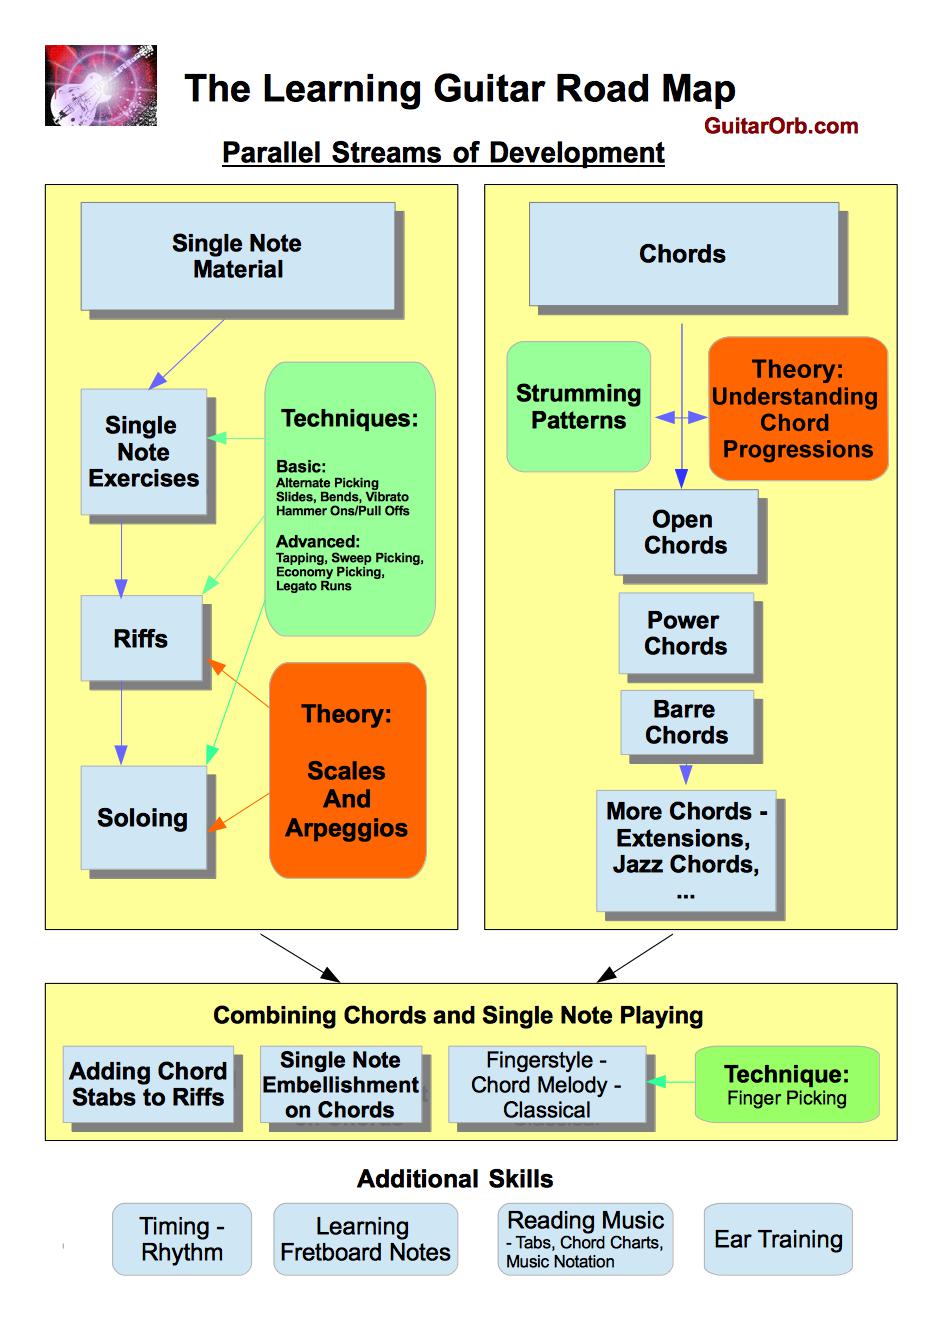 The Learning Guitar Road Map
GuitarOrb.com
Parallel Streams of Development
Single Note
Material
Single
Note
Exercises
Techniques:
Basic:
Alternate Picking
Slides, Bends, Vibrato
Hammer Ons/Pull Offs
Advanced:
Tapping, Sweep Picking,
Economy Picking,
Legato Runs
Riffs
Theory:
Scales
And
Arpeggios
Soloing
Chords
Strumming
Patterns
Theory:
Understanding
Chord
Progressions
Open
Chords
Power
Chords
Barre
Chords
More Chords -
Extensions,
Jazz Chords,
...
Combining Chords and Single Note Playing
Adding Chord
Stabs to Riffs
Single Note
Embellishment
on Chords
Fingerstyle -
Chord Melody -
Classical
Technique:
Finger Picking
Additional Skills
Timing -
Rhythm
Learning
Fretboard Notes
Reading Music
- Tabs, Chord Charts,
Music Notation
Ear Training